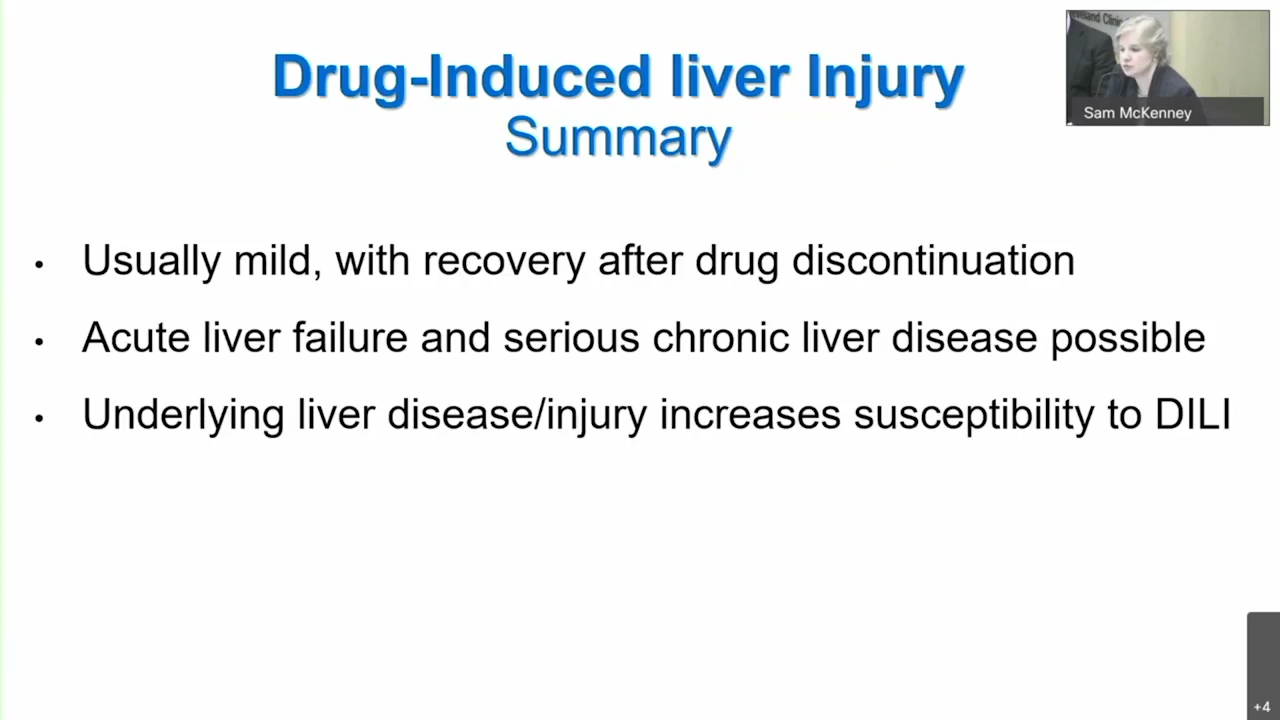 Drug-Induced liver Injury
Summary
Sam McKenney
• Usually mild, with recovery after drug discontinuation
• Acute liver failure and serious chronic liver disease possible
• Underlying liver disease/injury increases susceptibility to DILI
+4